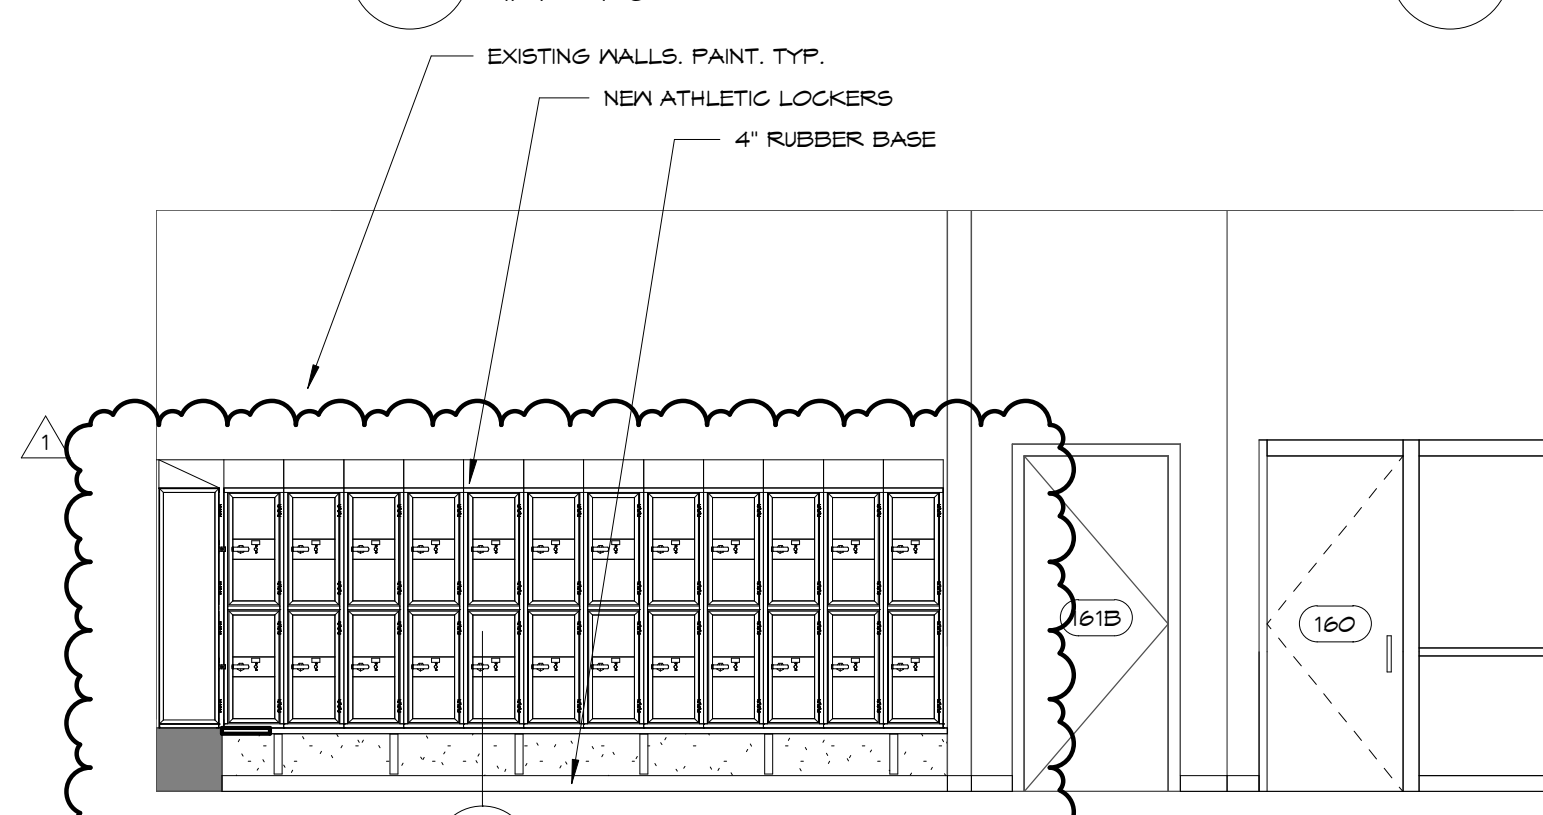 EXISTING WALLS. PAINT. TYP.
NEW ATHLETIC LOCKERS
4" RUBBER BASE
1
161B
160